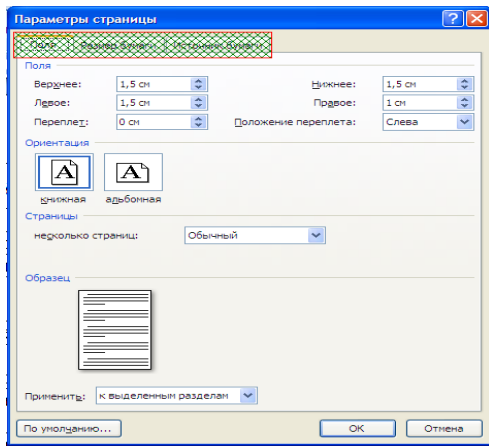 Параметры страницы
Поля Размер бумаги Источник бумаги
Поля
Верхнее: 1,5 см Нижнее: 1,5 см
Левое: 1,5 см Правое: 1 см
Переплет: 0 см Положение переплета: Слева
Ориентация
книжная альбомная
Страницы
несколько страниц: Обычный
Образец
Применить: к выделенным разделам
По умолчанию... ОК Отмена